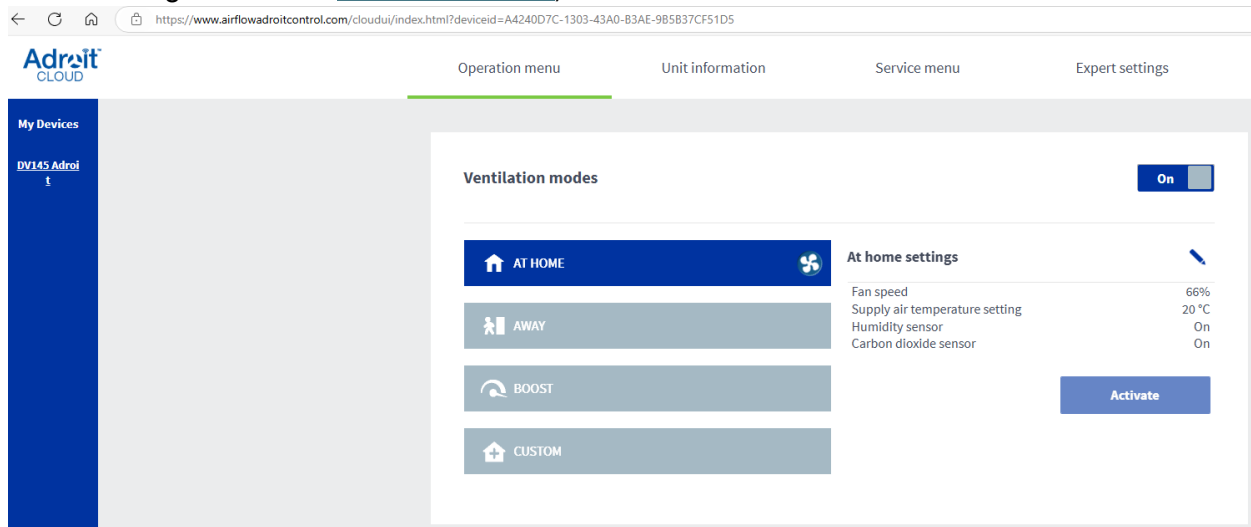 https://www.airflowadroitcontrol.com/cloudui/index.html?deviceid=A4240D7C-1303-43A0-B3AE-9B5B37CF51D5
Adroit™
CLOUD
Operation menu Unit information Service menu Expert settings
My Devices
DV145 Adroi
t
Ventilation modes On
AT HOME
AWAY
BOOST
CUSTOM
At home settings
Fan speed 66%
Supply air temperature setting 20 °C
Humidity sensor On
Carbon dioxide sensor On
Activate